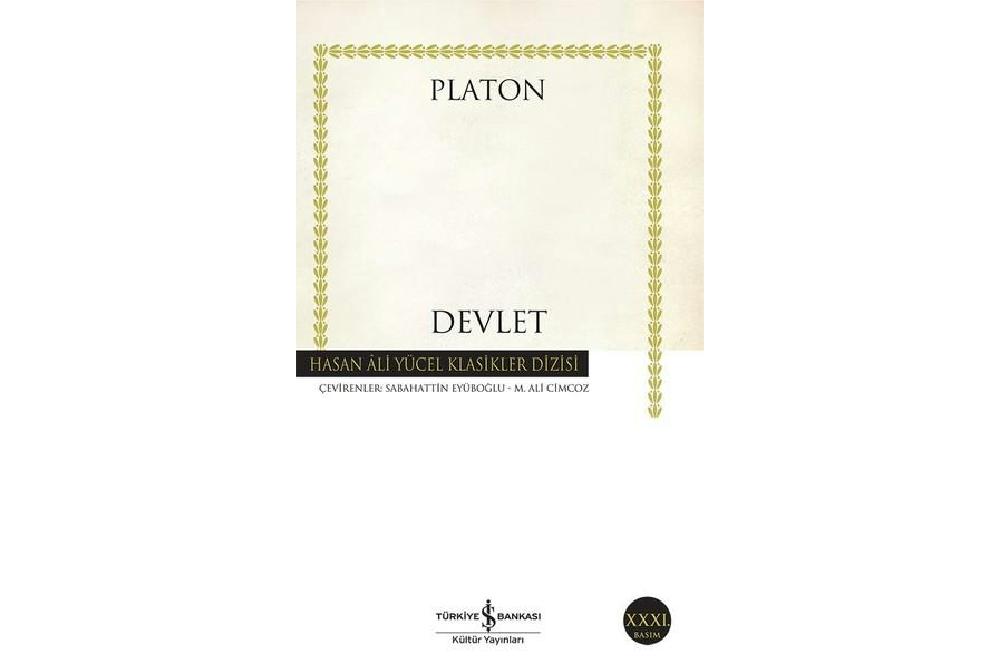 PLATON
DEVLET
HASAN ÂLİ YÜCEL KLASİKLER DİZİSİ
ÇEVİRENLER: SABAHATTİN EYÜBOĞLU - M. ALİ CİMCOZ
TÜRKİYE İŞ BANKASI
Kültür Yayınları
XXXI.
BASIM